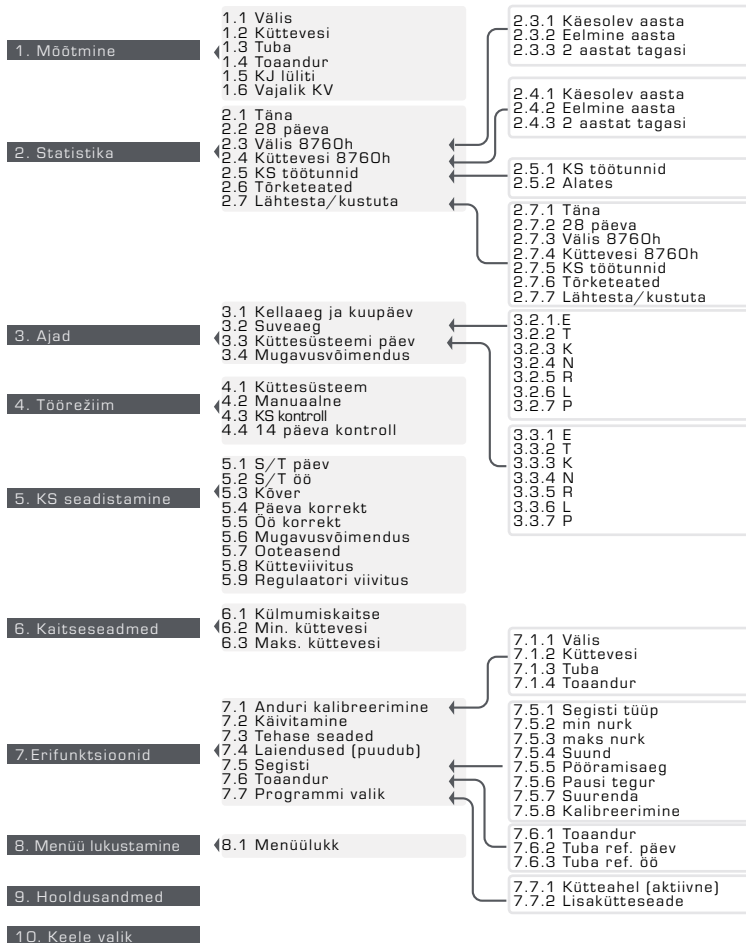 1. Mõõtmine
1.1 Välis
1.2 Küttevesi
1.3 Tuba
1.4 Toaandur
1.5 KJ lüliti
1.6 Vajalik KV
2. Statistika
2.1 Täna
2.2 28 päeva
2.3 Välis 8760h
2.4 Küttevesi 8760h
2.5 KS töötunnid
2.6 Tõrketeated
2.7 Lähtesta/kustuta
2.3.1 Käesolev aasta
2.3.2 Eelmine aasta
2.3.3 2 aastat tagasi
2.4.1 Käesolev aasta
2.4.2 Eelmine aasta
2.4.3 2 aastat tagasi
2.5.1 KS töötunnid
2.5.2 Alates
2.7.1 Täna
2.7.2 28 päeva
2.7.3 Välis 8760h
2.7.4 Küttevesi 8760h
2.7.5 KS töötunnid
2.7.6 Tõrketeated
2.7.7 Lähtesta/kustuta
3. Ajad
3.1 Kellaaeg ja kuupäev
3.2 Suveaeg
3.3 Küttesüsteemi päev
3.4 Mugavusvõimendus
3.2.1.E
3.2.2 T
3.2.3 K
3.2.4 N
3.2.5 R
3.2.6 L
3.2.7 P
3.3.1 E
3.3.2 T
3.3.3 K
3.3.4 N
3.3.5 R
3.3.6 L
3.3.7 P
4. Töörežiim
4.1 Küttesüsteem
4.2 Manuaalne
4.3 KS kontroll
4.4 14 päeva kontroll
5. KS seadistamine
5.1 S/T päev
5.2 S/T öö
5.3 Kõver
5.4 Päeva korrekt
5.5 Öö korrekt
5.6 Mugavusvõimendus
5.7 Ooteasend
5.8 Kütteviivitus
5.9 Regulaatori viivitus
6. Kaitseseadmed
6.1 Külmumiskaitse
6.2 Min. küttevesi
6.3 Maks. küttevesi
7.Erifunktsioonid
7.1 Anduri kalibreerimine
7.2 Käivitamine
7.3 Tehase seaded
7.4 Laiendused (puudub)
7.5 Segisti
7.6 Toaandur
7.7 Programmi valik
7.1.1 Välis
7.1.2 Küttevesi
7.1.3 Tuba
7.1.4 Toaandur
7.5.1 Segisti tüüp
7.5.2 min nurk
7.5.3 maks nurk
7.5.4 Suund
7.5.5 Pööramisaeg
7.5.6 Pausi tegur
7.5.7 Suurenda
7.5.8 Kalibreerimine
7.6.1 Toaandur
7.6.2 Tuba ref. päev
7.6.3 Tuba ref. öö
7.7.1 Kütteahel (aktiivne)
7.7.2 Lisakütteseade
8. Menüü lukustamine
8.1 Menüülukk
9. Hooldusandmed
10. Keele valik